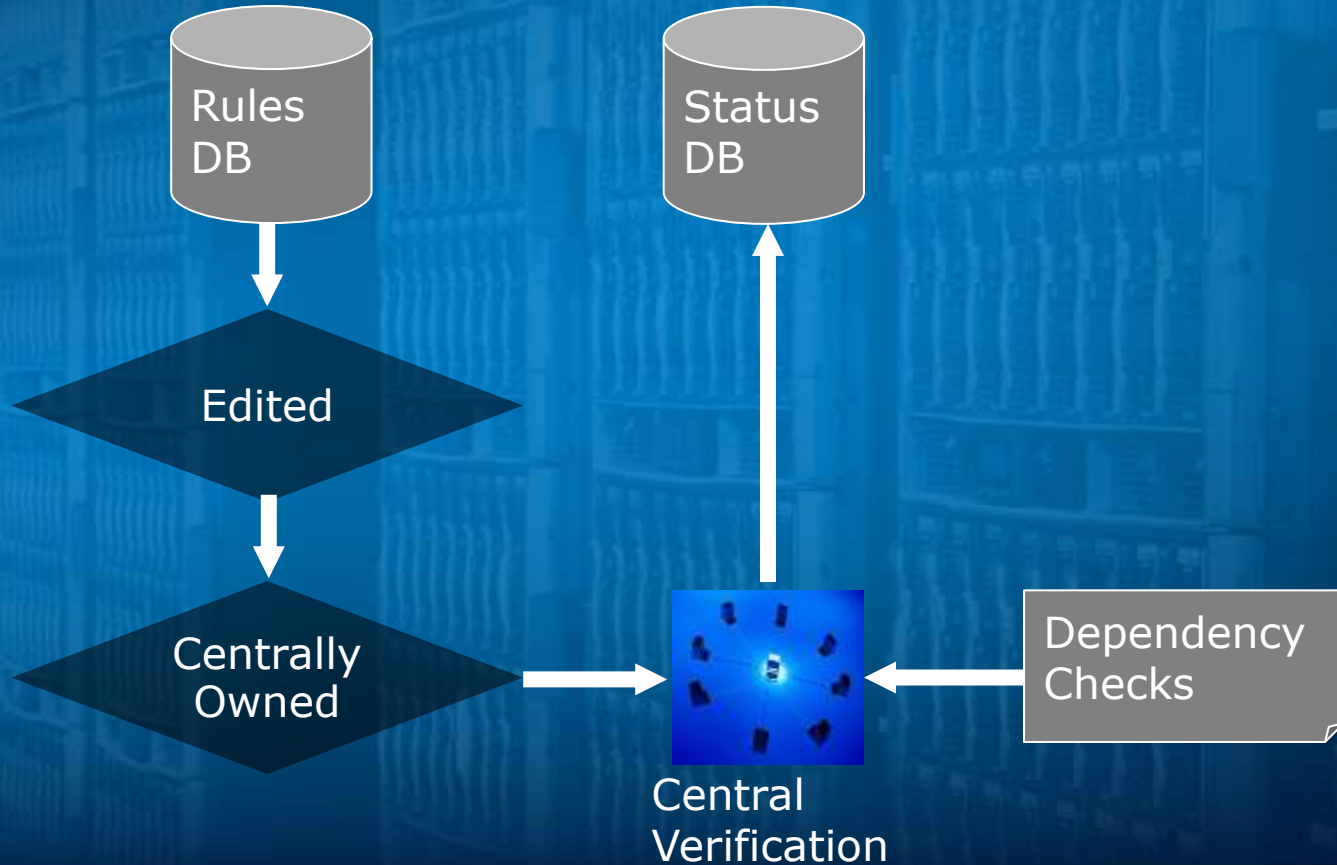 Rules
DB
Status
DB
Edited
Centrally
Owned
Dependency
Checks
Central
Verification